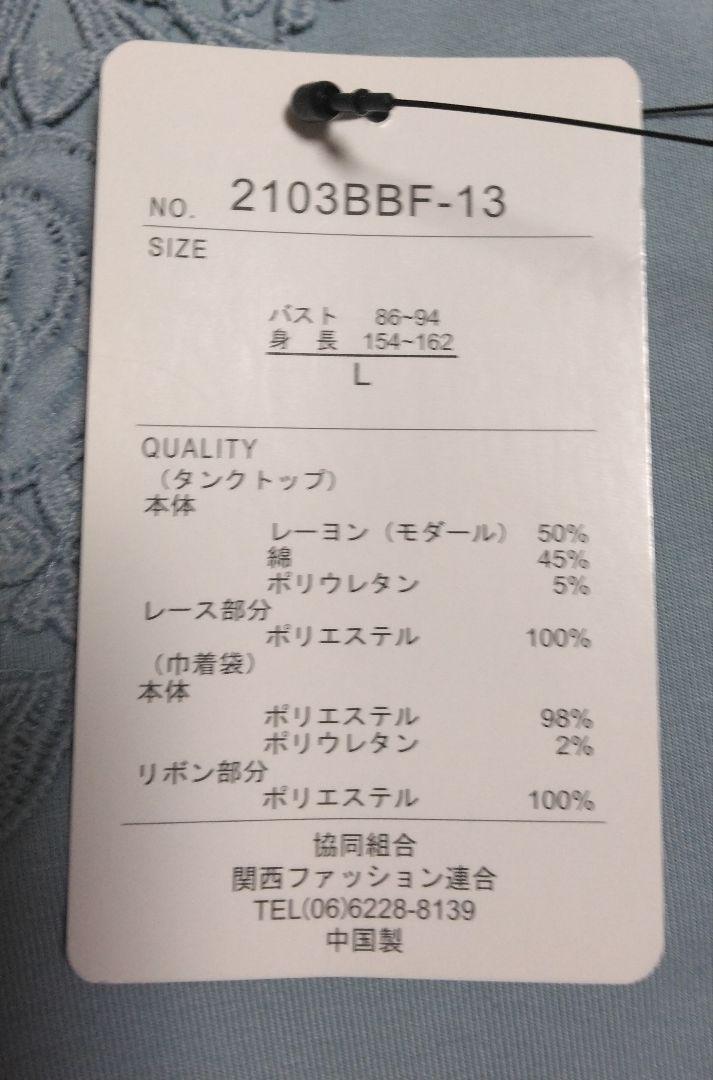 NO. 2103BBF-13
SIZE
バスト 86~94
身 長 154~162
L
QUALITY
（タンクトップ）
本体
レーヨン（モダール） 50%
綿 45%
ポリウレタン 5%
レース部分
ポリエステル 100%
（巾着袋）
本体
ポリエステル 98%
ポリウレタン 2%
リボン部分
ポリエステル 100%
協同組合
関西ファッション連合
TEL(06)6228-8139
中国製